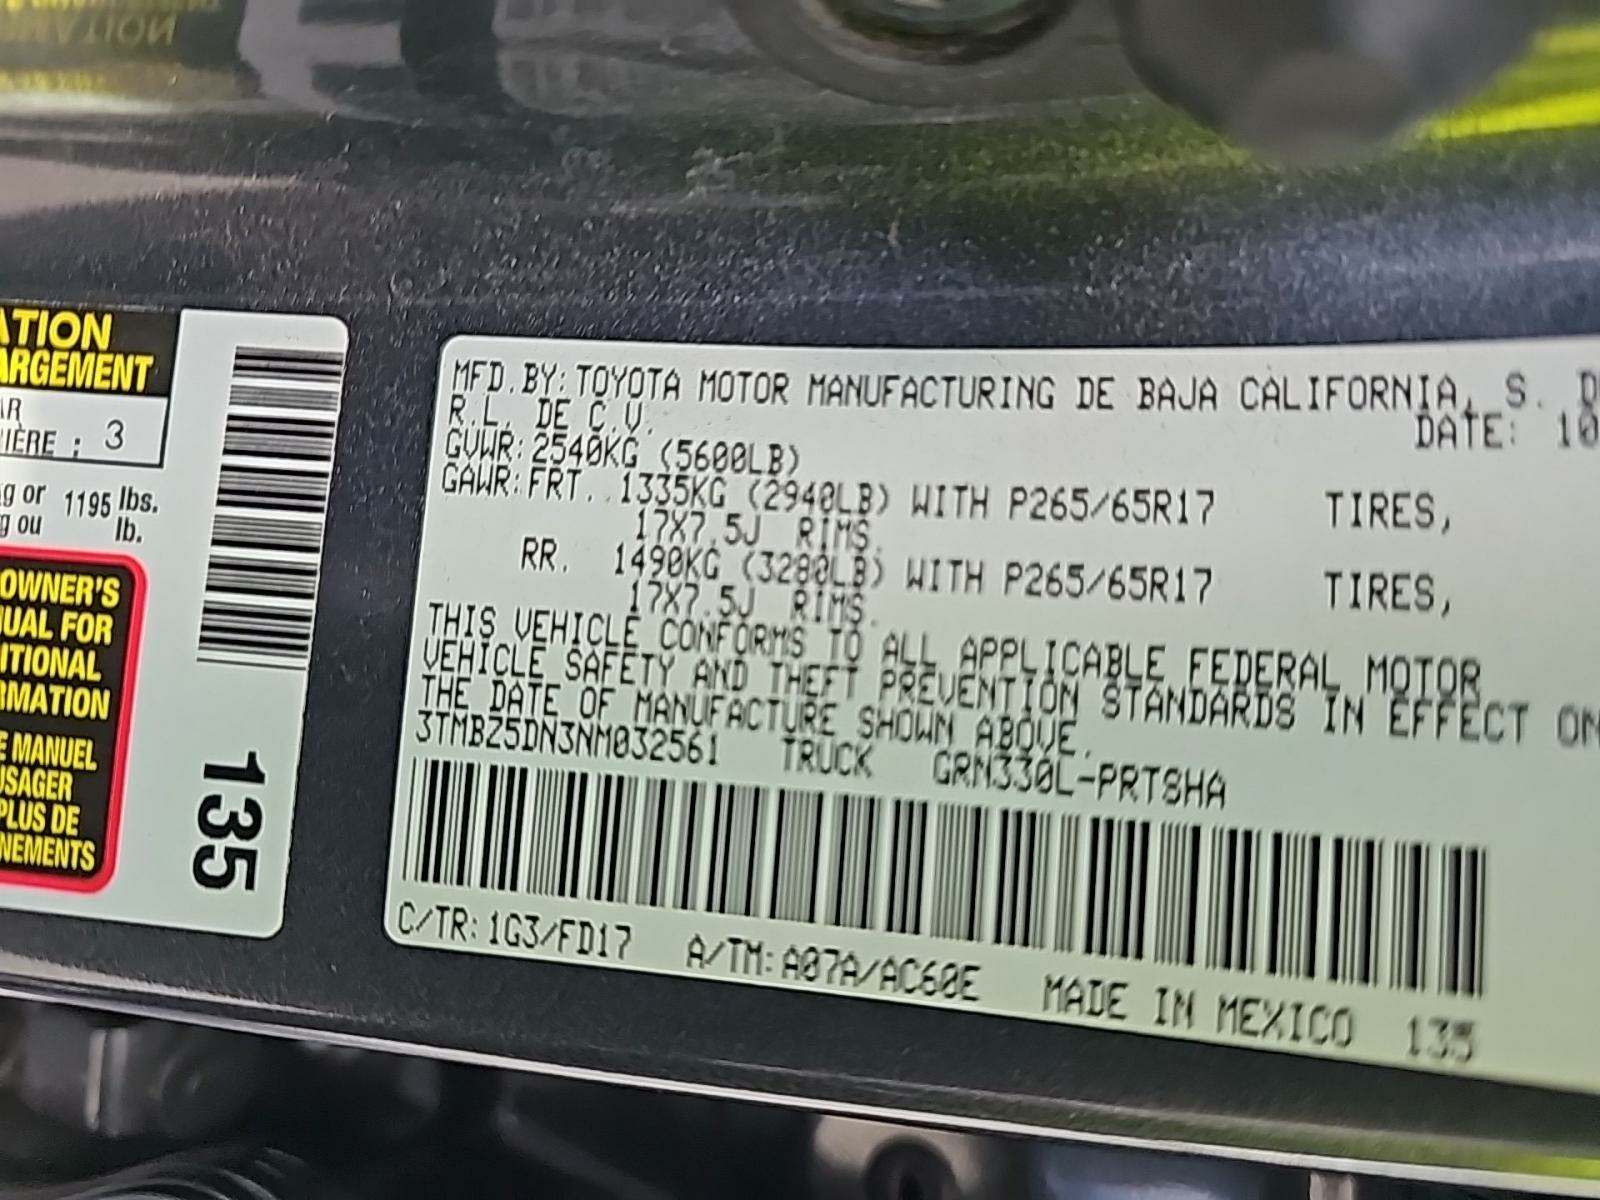 ATION
ARGEMENT
AR
IÈRE : 3
kg or 1195 lbs.
kg ou lb.
OWNER'S
UAL FOR
ITIONAL
RMATION
E MANUEL
USAGER
PLUS DE
NEMENTS
135
MFD. BY: TOYOTA MOTOR MANUFACTURING DE BAJA CALIFORNIA, S. D
R.L. DE C.V.
DATE: 10
GVWR: 2540KG (5600LB)
GAWR: FRT. 1335KG (2940LB) WITH P265/65R17 TIRES,
17X7.5J RIMS.
RR. 1490KG (3280LB) WITH P265/65R17 TIRES,
17X7.5J RIMS.
THIS VEHICLE CONFORMS TO ALL APPLICABLE FEDERAL MOTOR
VEHICLE SAFETY AND THEFT PREVENTION STANDARDS IN EFFECT ON
THE DATE OF MANUFACTURE SHOWN ABOVE.
3TMBZ5DN3NM032561 TRUCK GRN330L-PRTSHA
C/TR: 1G3/FD17 A/TM: A07A/AC60E MADE IN MEXICO 135